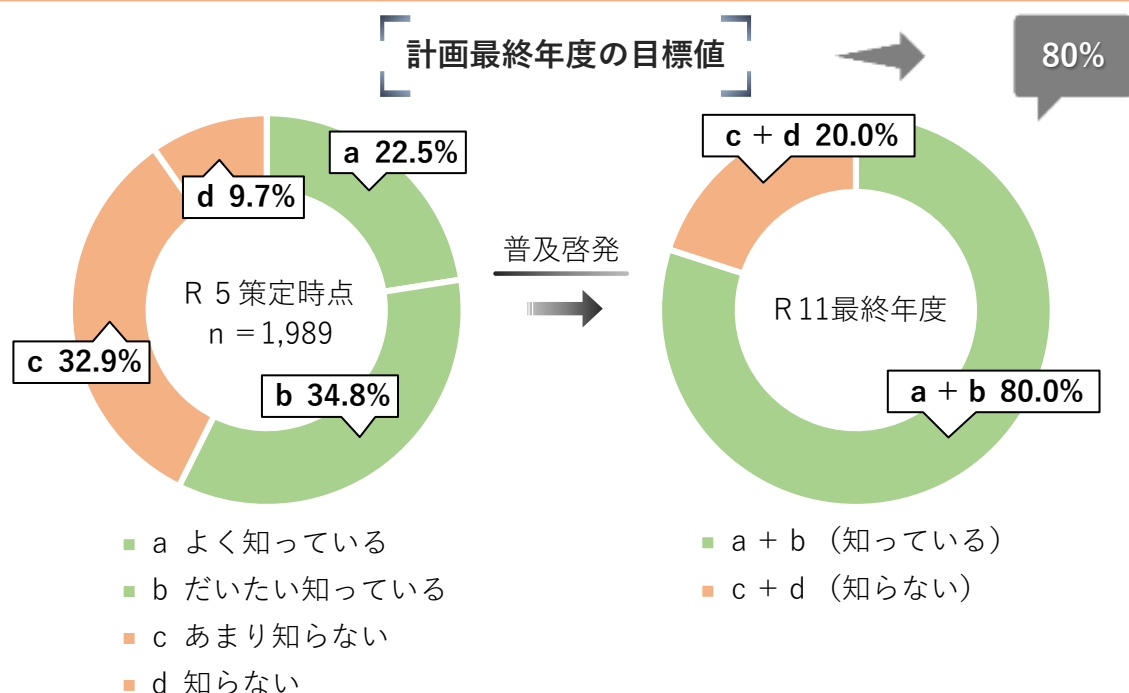 計画最終年度の目標値
80%
a 22.5%
d 9.7%
c 32.9%
b 34.8%
R 5 策定時点
n =1,989
普及啓発
c + d 20.0%
R11最終年度
a + b 80.0%
a よく知っている
b だいたい知っている
c あまり知らない
d 知らない
a + b （知っている）
c + d （知らない）